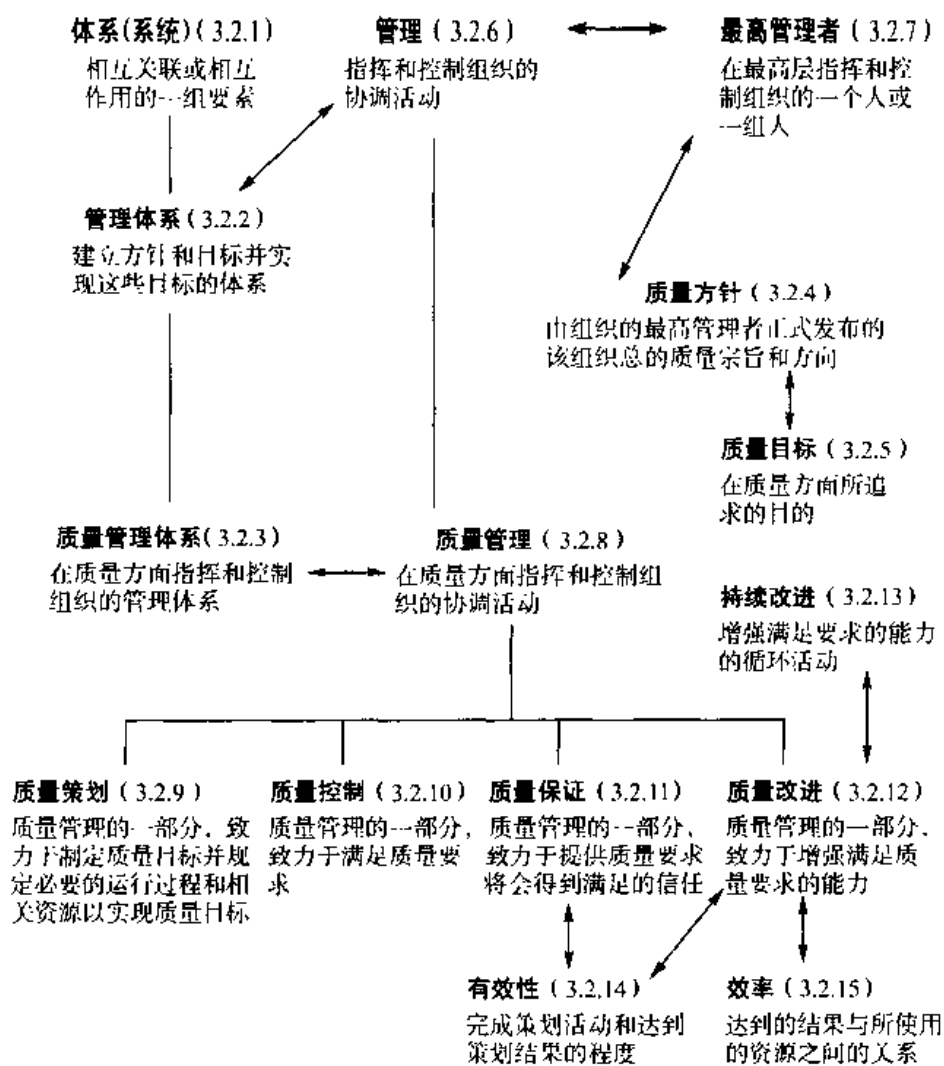 体系(系统)(3.2.1)
相互关联或相互
作用的一组要素
管理(3.2.6)
指挥和控制组织的
协调活动
最高管理者(3.2.7)
在最高层指挥和控
制组织的一个人或
一组人
管理体系(3.2.2)
建立方针和目标并实
现这些目标的体系
质量方针(3.2.4)
由组织的最高管理者正式发布的
该组织总的质量宗旨和方向
质量目标(3.2.5)
在质量方面所追
求的目的
质量管理体系(3.2.3)
在质量方面指挥和控制
组织的管理体系
质量管理(3.2.8)
在质量方面指挥和控制组
织的协调活动
持续改进(3.2.13)
增强满足要求的能力
的循环活动
质量策划(3.2.9)
质量管理的一部分,致
力于制定质量目标并规
定必要的运行过程和相
关资源以实现质量目标
质量控制(3.2.10)
质量管理的一部分,
致力于满足质量要
求
质量保证(3.2.11)
质量管理的一部分,
致力于提供质量要求
将会得到满足的信任
质量改进(3.2.12)
质量管理的一部分,
致力于增强满足质
量要求的能力
有效性(3.2.14)
完成策划活动和达到
策划结果的程度
效率(3.2.15)
达到的结果与所使用
的资源之间的关系